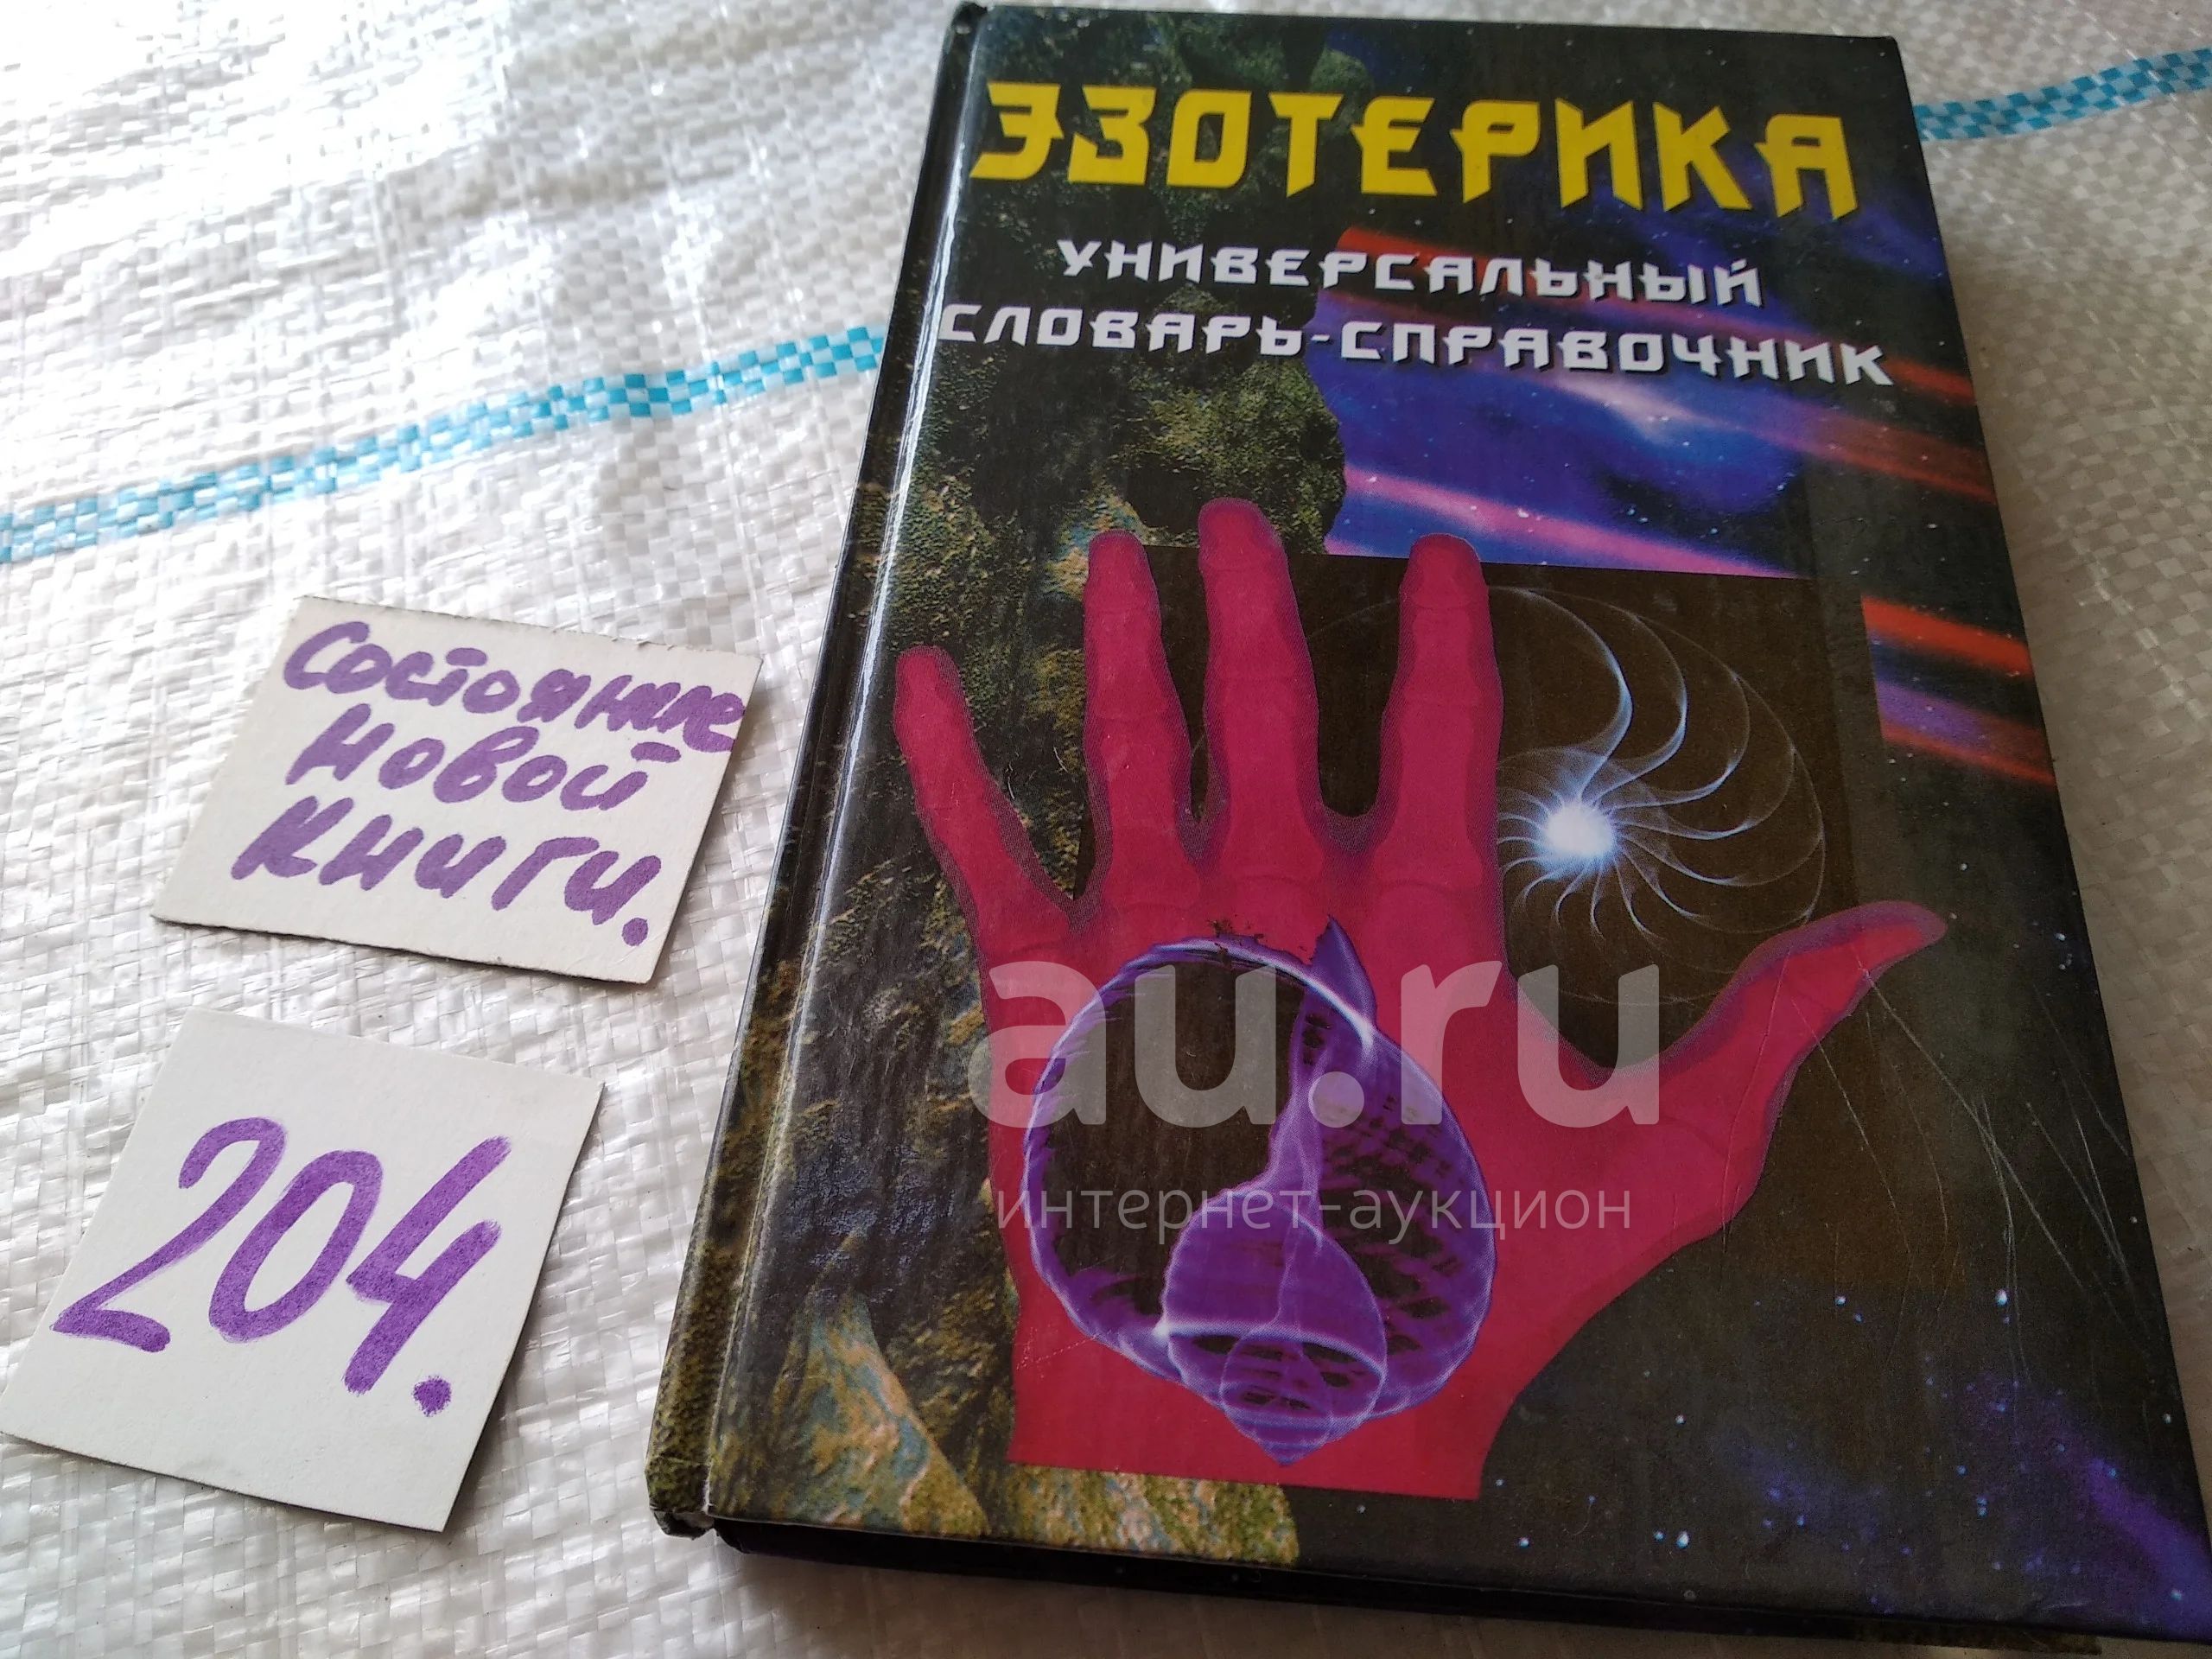 ЭЗОТЕРИКА
УНИВЕРСАЛЬНЫЙ
СЛОВАРЬ-СПРАВОЧНИК
Состояние
новой
книги.
204.
au.ru
интернет-аукцион